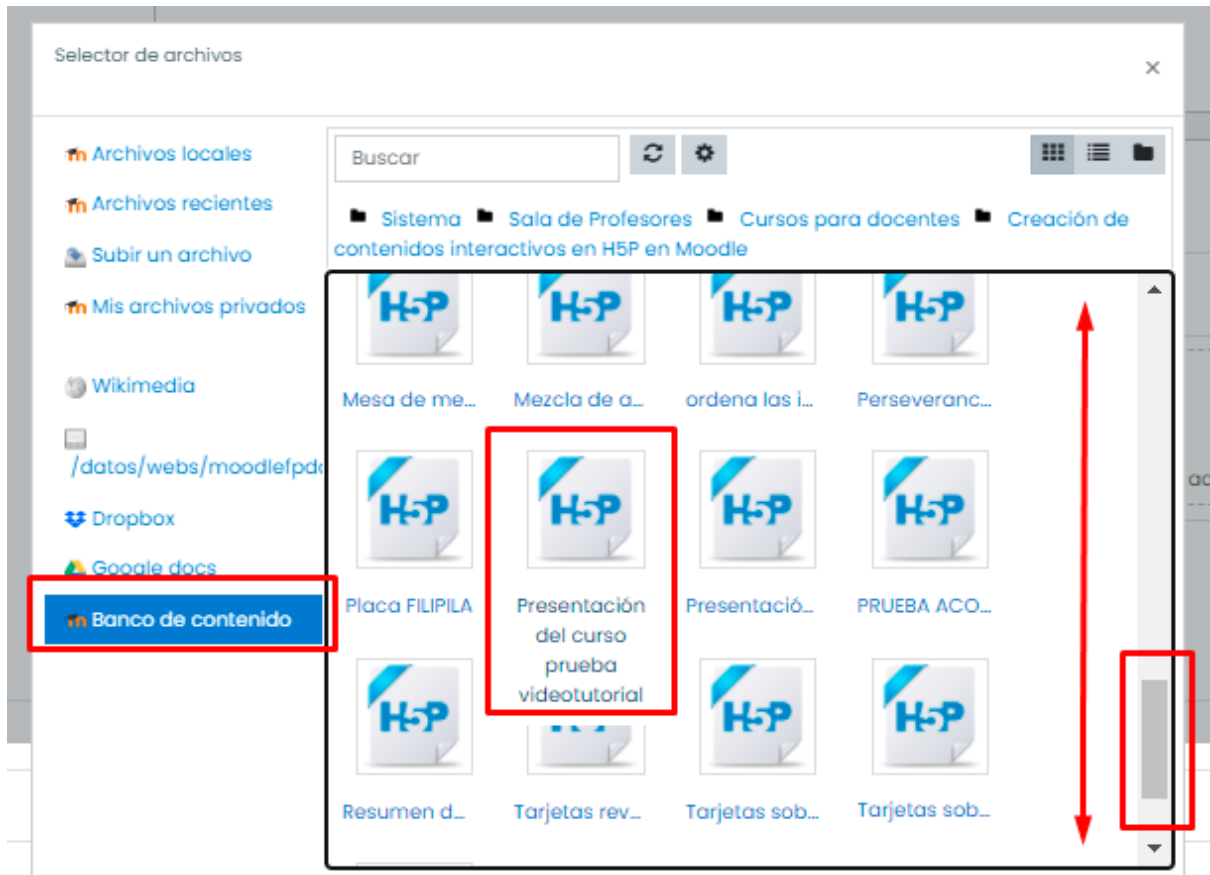 Selector de archivos
Archivos locales
Archivos recientes
Subir un archivo
Mis archivos privados
Wikimedia
/datos/webs/moodlefpd
Dropbox
Google docs
Banco de contenido
Buscar
Sistema Sala de Profesores Cursos para docentes Creación de
contenidos interactivos en H5P en Moodle
H5P H5P H5P H5P
Mesa de me... Mezcla de a... ordena las i... Perseveranc...
H5P H5P H5P H5P
Placa FILIPILA
Presentación
del curso
prueba
videotutorial
Presentació... PRUEBA ACO...
H5P H5P H5P
Resumen d... Tarjetas rev... Tarjetas sob... Tarjetas sob...